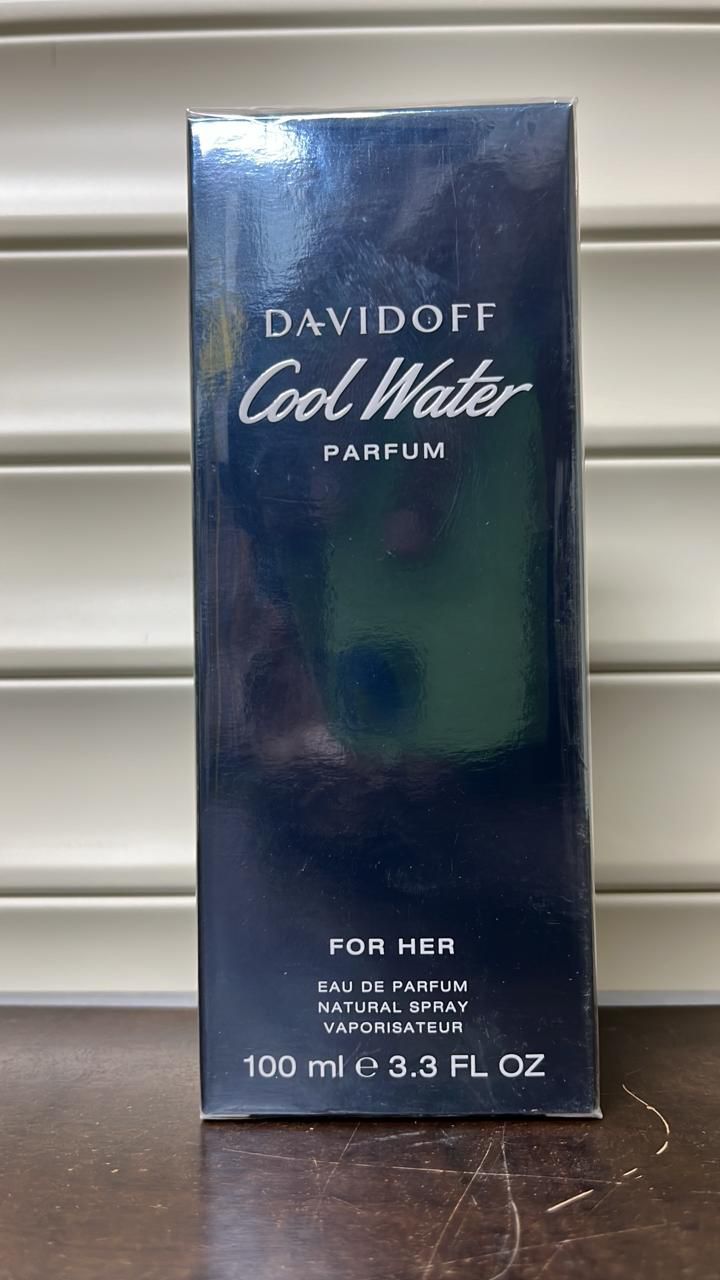 DAVIDOFF
Cool Water
PARFUM
FOR HER
EAU DE PARFUM
NATURAL SPRAY
VAPORISATEUR
100 ml ℮ 3.3 FL OZ